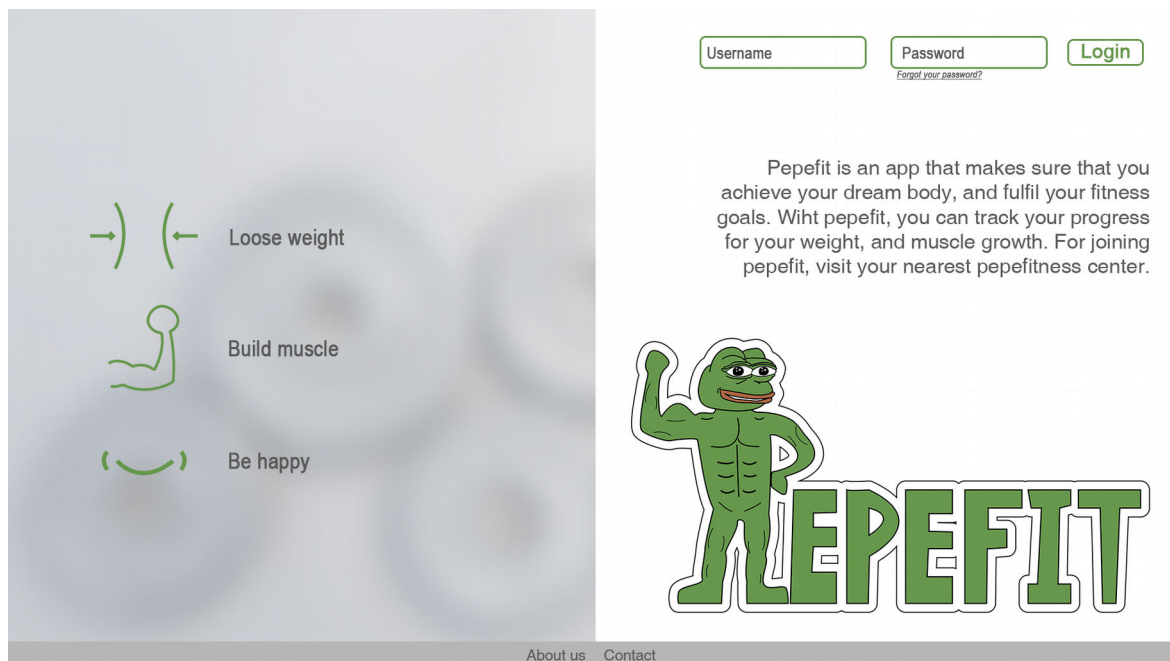 Username
Password
Login
Forgot your password?
Pepefit is an app that makes sure that you
achieve your dream body, and fulfil your fitness
goals. Wiht pepefit, you can track your progress
for your weight, and muscle growth. For joining
pepefit, visit your nearest pepefitness center.
Loose weight
Build muscle
Be happy
EPEFIT
About us
Contact